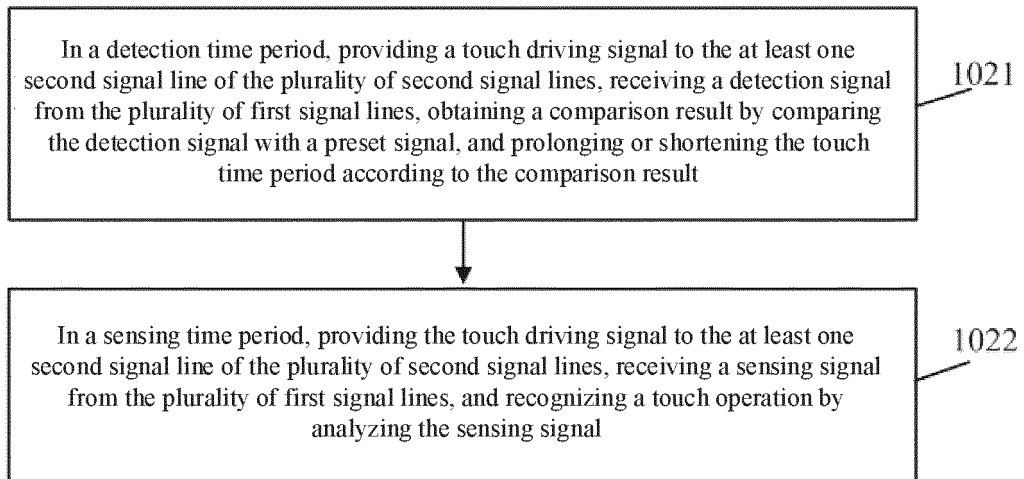 In a detection time period, providing a touch driving signal to the at least one
second signal line of the plurality of second signal lines, receiving a detection signal
from the plurality of first signal lines, obtaining a comparison result by comparing
the detection signal with a preset signal, and prolonging or shortening the touch
time period according to the comparison result
1021
In a sensing time period, providing the touch driving signal to the at least one
second signal line of the plurality of second signal lines, receiving a sensing signal
from the plurality of first signal lines, and recognizing a touch operation by
analyzing the sensing signal
1022